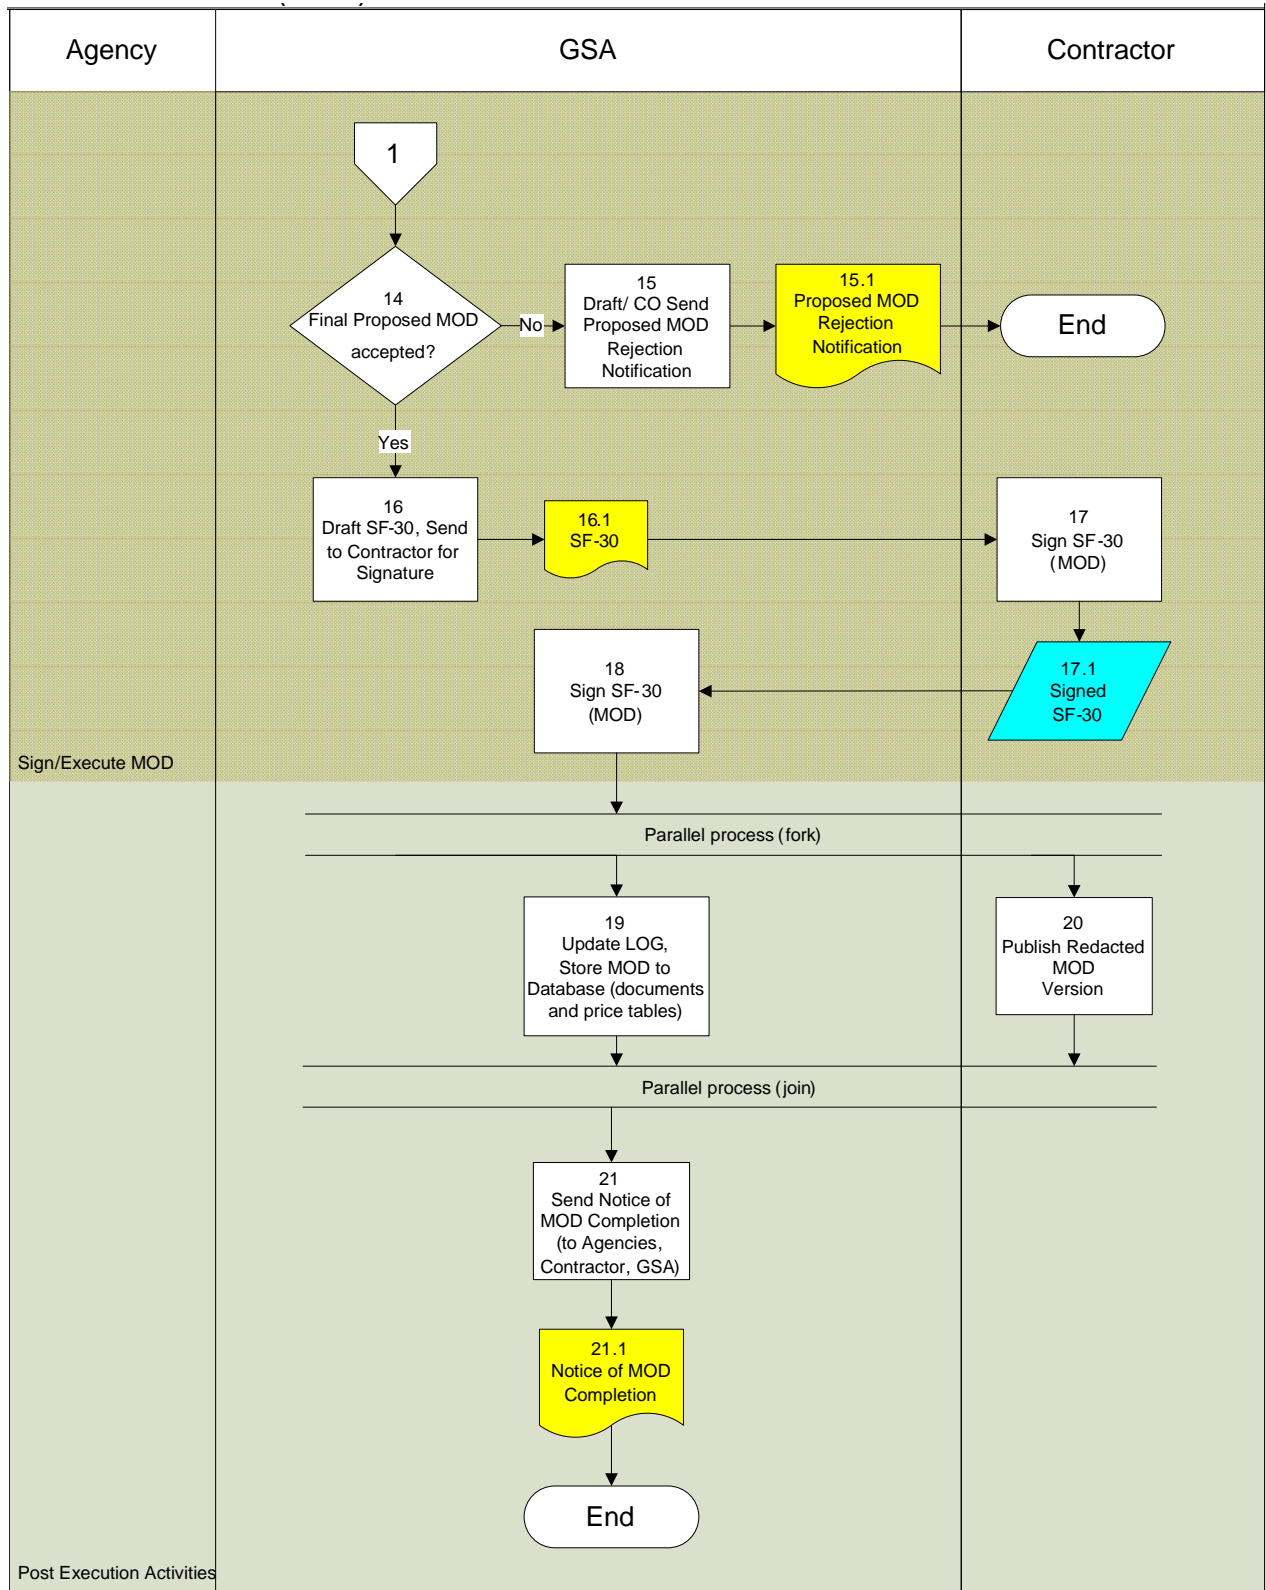 Agency
GSA
Contractor
1
14
Final Proposed MOD
accepted?
No
15
Draft/ CO Send
Proposed MOD
Rejection
Notification
15.1
Proposed MOD
Rejection
Notification
End
Yes
16
Draft SF-30, Send
to Contractor for
Signature
16.1
SF-30
17
Sign SF-30
(MOD)
18
Sign SF-30
(MOD)
17.1
Signed
SF-30
Sign/Execute MOD
Parallel process (fork)
19
Update LOG,
Store MOD to
Database (documents
and price tables)
20
Publish Redacted
MOD
Version
Parallel process (join)
21
Send Notice of
MOD Completion
(to Agencies,
Contractor, GSA)
21.1
Notice of MOD
Completion
End
Post Execution Activities